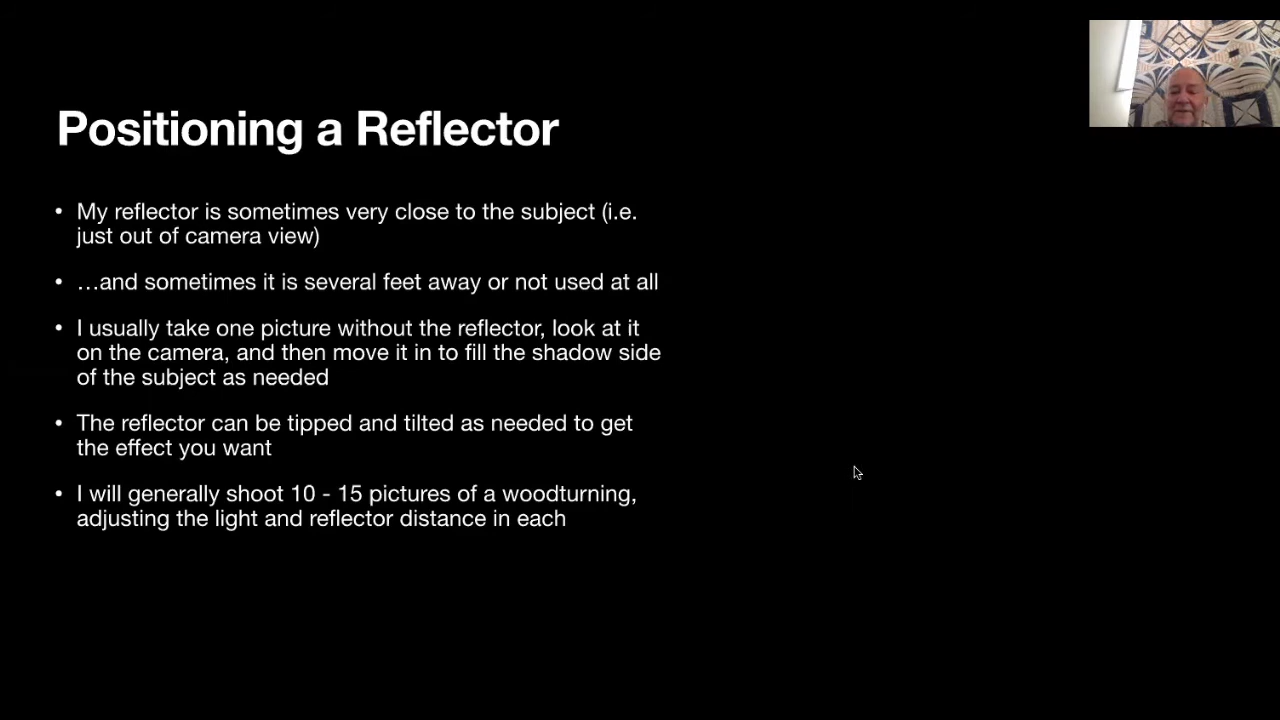 Positioning a Reflector
• My reflector is sometimes very close to the subject (i.e.
just out of camera view)
• …and sometimes it is several feet away or not used at all
• I usually take one picture without the reflector, look at it
on the camera, and then move it in to fill the shadow side
of the subject as needed
• The reflector can be tipped and tilted as needed to get
the effect you want
• I will generally shoot 10 - 15 pictures of a woodturning,
adjusting the light and reflector distance in each